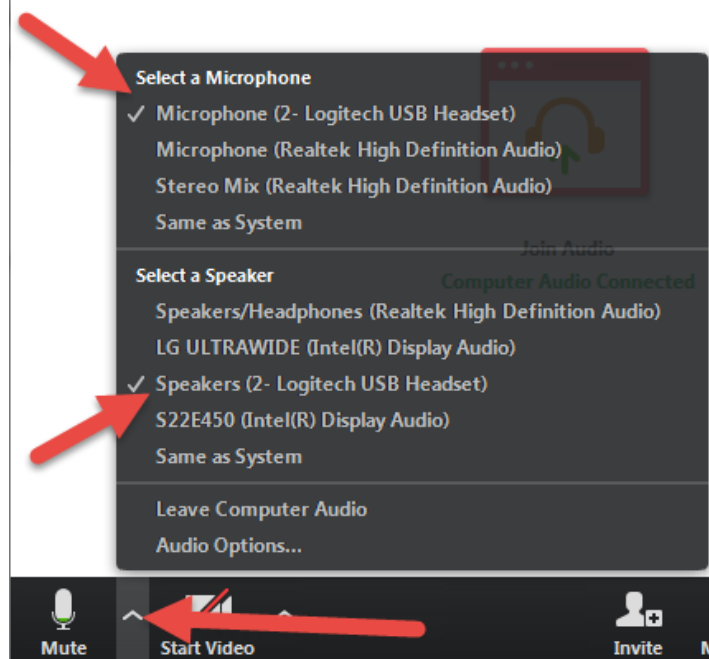 Select a Microphone
Microphone (2- Logitech USB Headset)
Microphone (Realtek High Definition Audio)
Stereo Mix (Realtek High Definition Audio)
Same as System
Join Audio
Select a Speaker
Computer Audio Connected
Speakers/Headphones (Realtek High Definition Audio)
LG ULTRAWIDE (Intel(R) Display Audio)
Speakers (2- Logitech USB Headset)
S22E450 (Intel(R) Display Audio)
Same as System
Leave Computer Audio
Audio Options...
Mute
Start Video
Invite